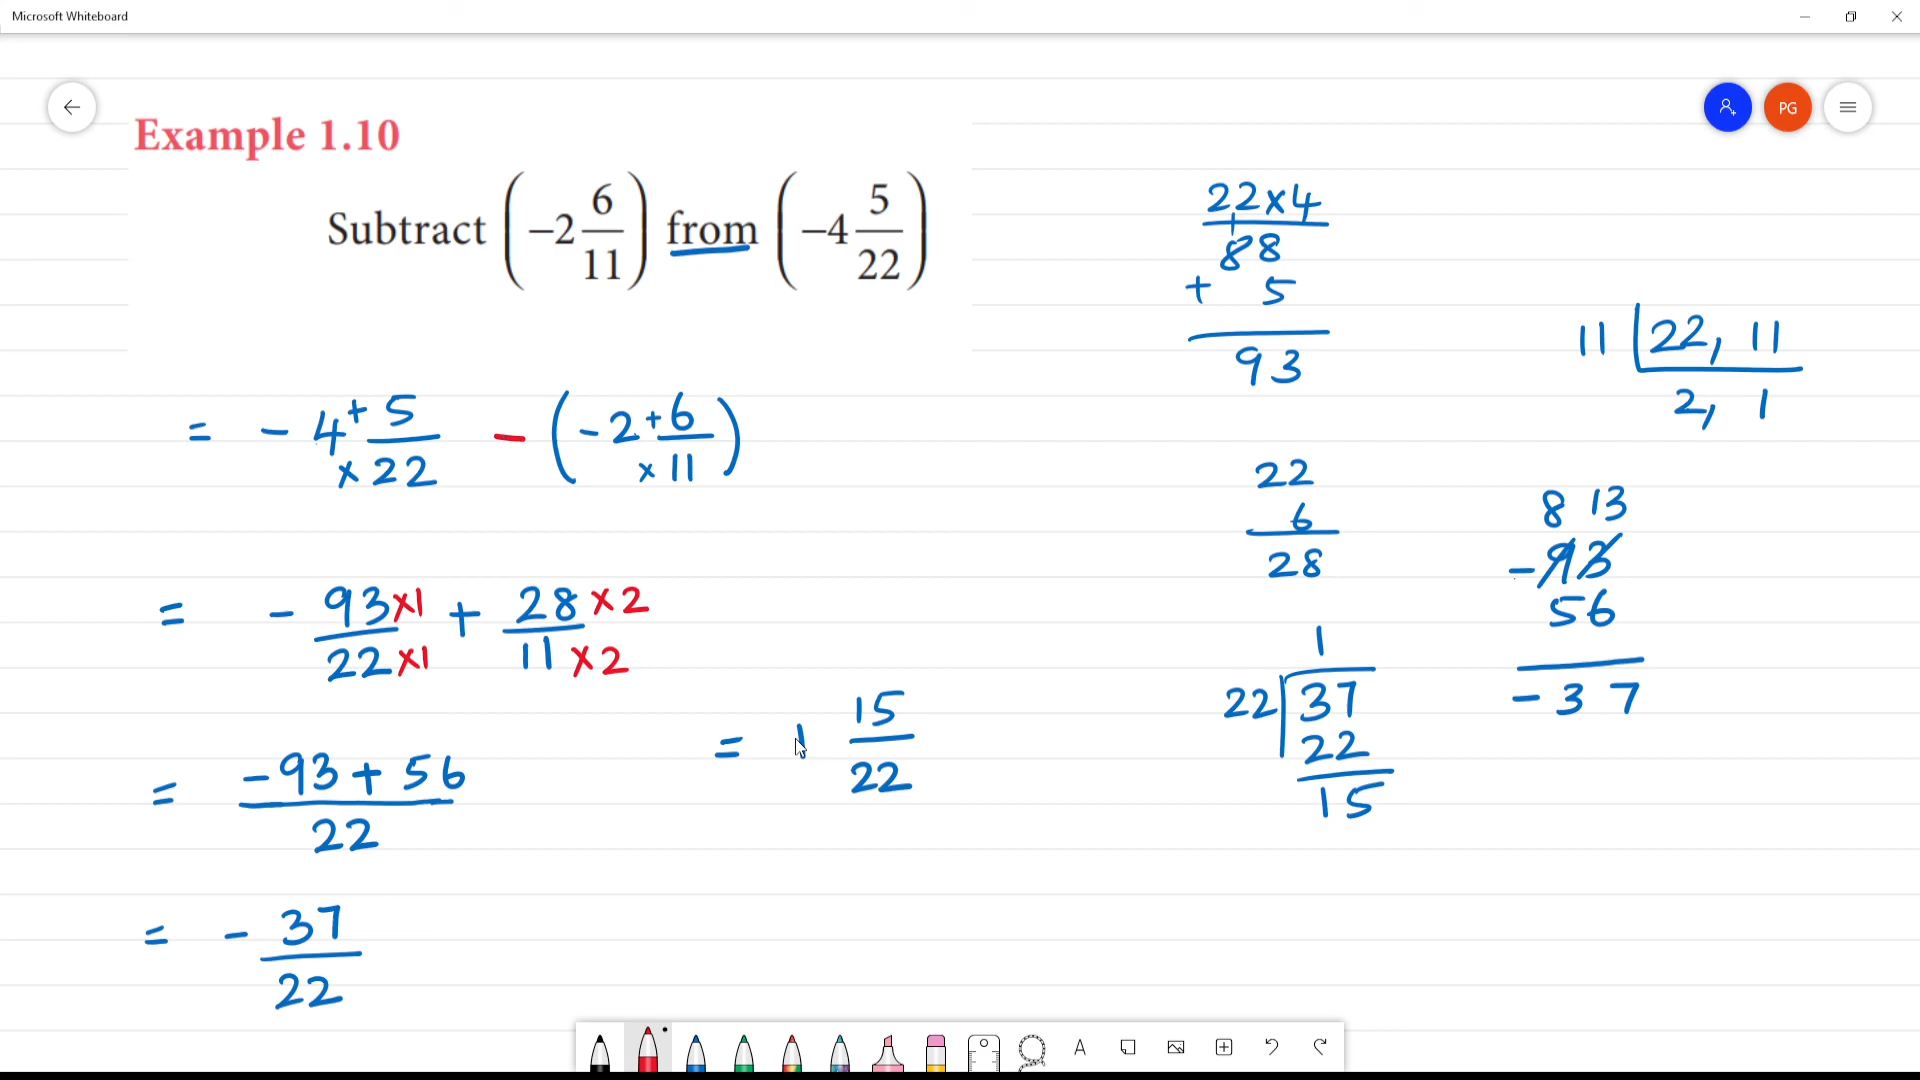 Microsoft Whiteboard
PG
Example 1.10
Subtract (−2 6/11) from (−4 5/22)
= - 4 + 5/×22 - (-2 + 6/×11)
= - 93×1/22×1 + 28×2/11×2
= -93 + 56/22
= - 37/22
= 1 15/22
22×4
1
88
+ 5
93
11 | 22, 11
2, 1
22
6
28
8 13
-93
56
-37
1
22 | 37
22
15
A